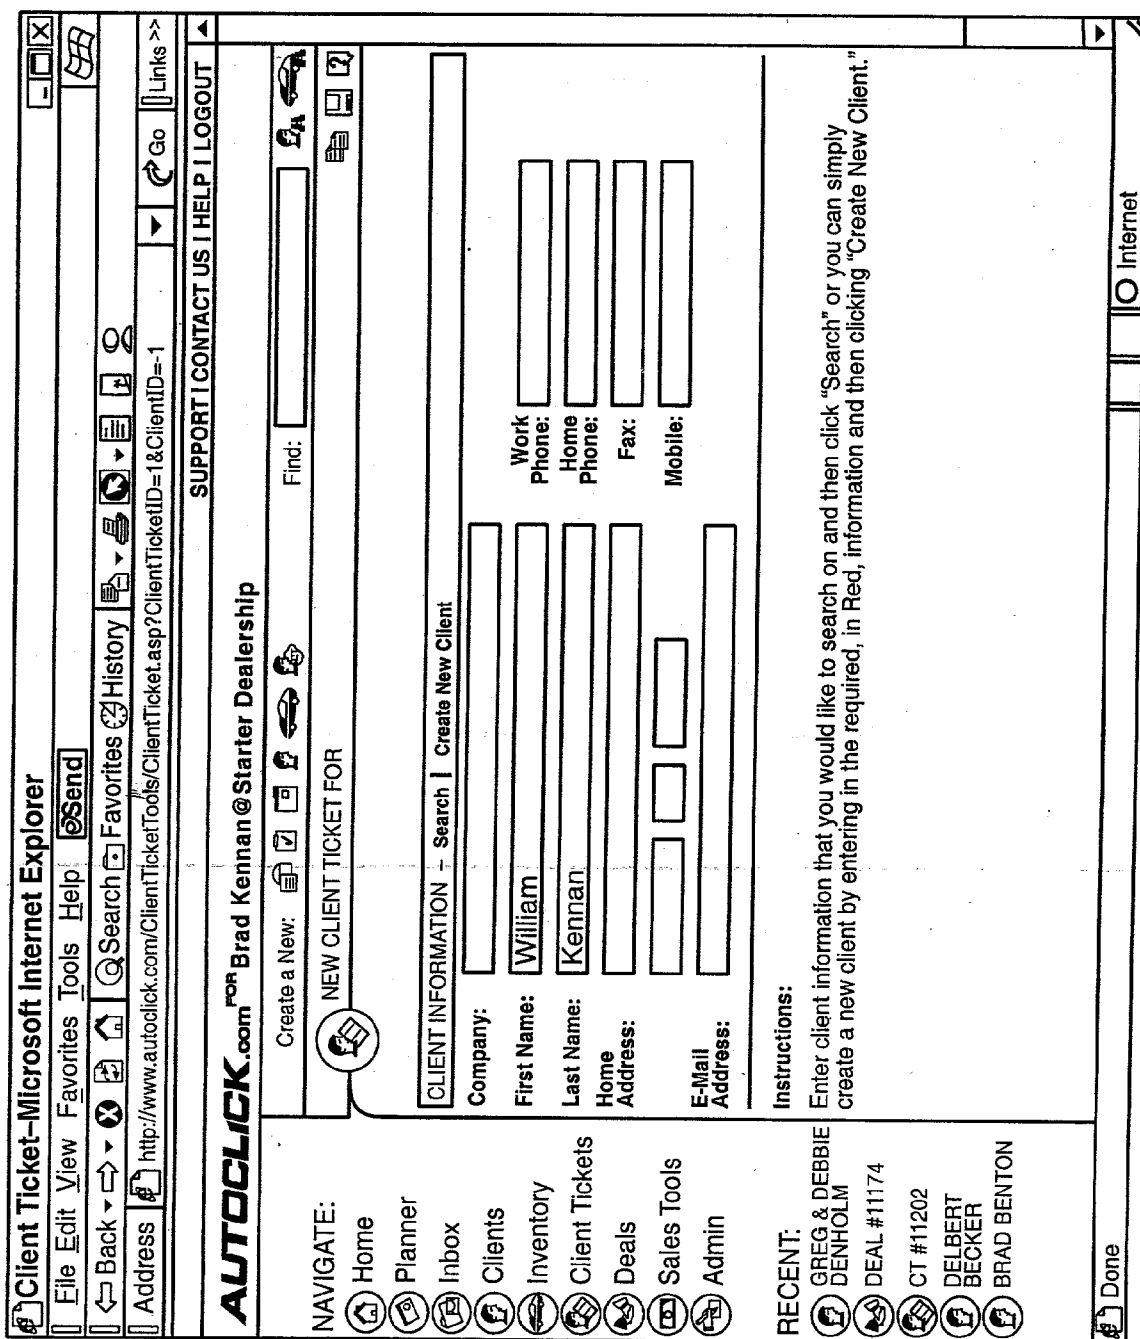 Client Ticket–Microsoft Internet Explorer
File Edit View Favorites Tools Help Send
Back Search Favorites History
Address http://www.autoclick.com/ClientTicketTools/ClientTicket.asp?ClientTicketID=-1&ClientID=-1 Go Links >>
SUPPORT I CONTACT US I HELP I LOGOUT
AUTOCLICK.com FOR Brad Kennan@Starter Dealership
Create a New: Find:
NEW CLIENT TICKET FOR
NAVIGATE:
Home
Planner
Inbox
Clients
Inventory
Client Tickets
Deals
Sales Tools
Admin
RECENT:
GREG & DEBBIE
DENHOLM
DEAL #11174
CT #11202
DELBERT
BECKER
BRAD BENTON
CLIENT INFORMATION – Search | Create New Client
Company:
First Name: William
Last Name: Kennan
Home
Address:
E-Mail
Address:
Work
Phone:
Home
Phone:
Fax:
Mobile:
Instructions:
Enter client information that you would like to search on and then click “Search” or you can simply
create a new client by entering in the required, in Red, information and then clicking “Create New Client.”
Done Internet